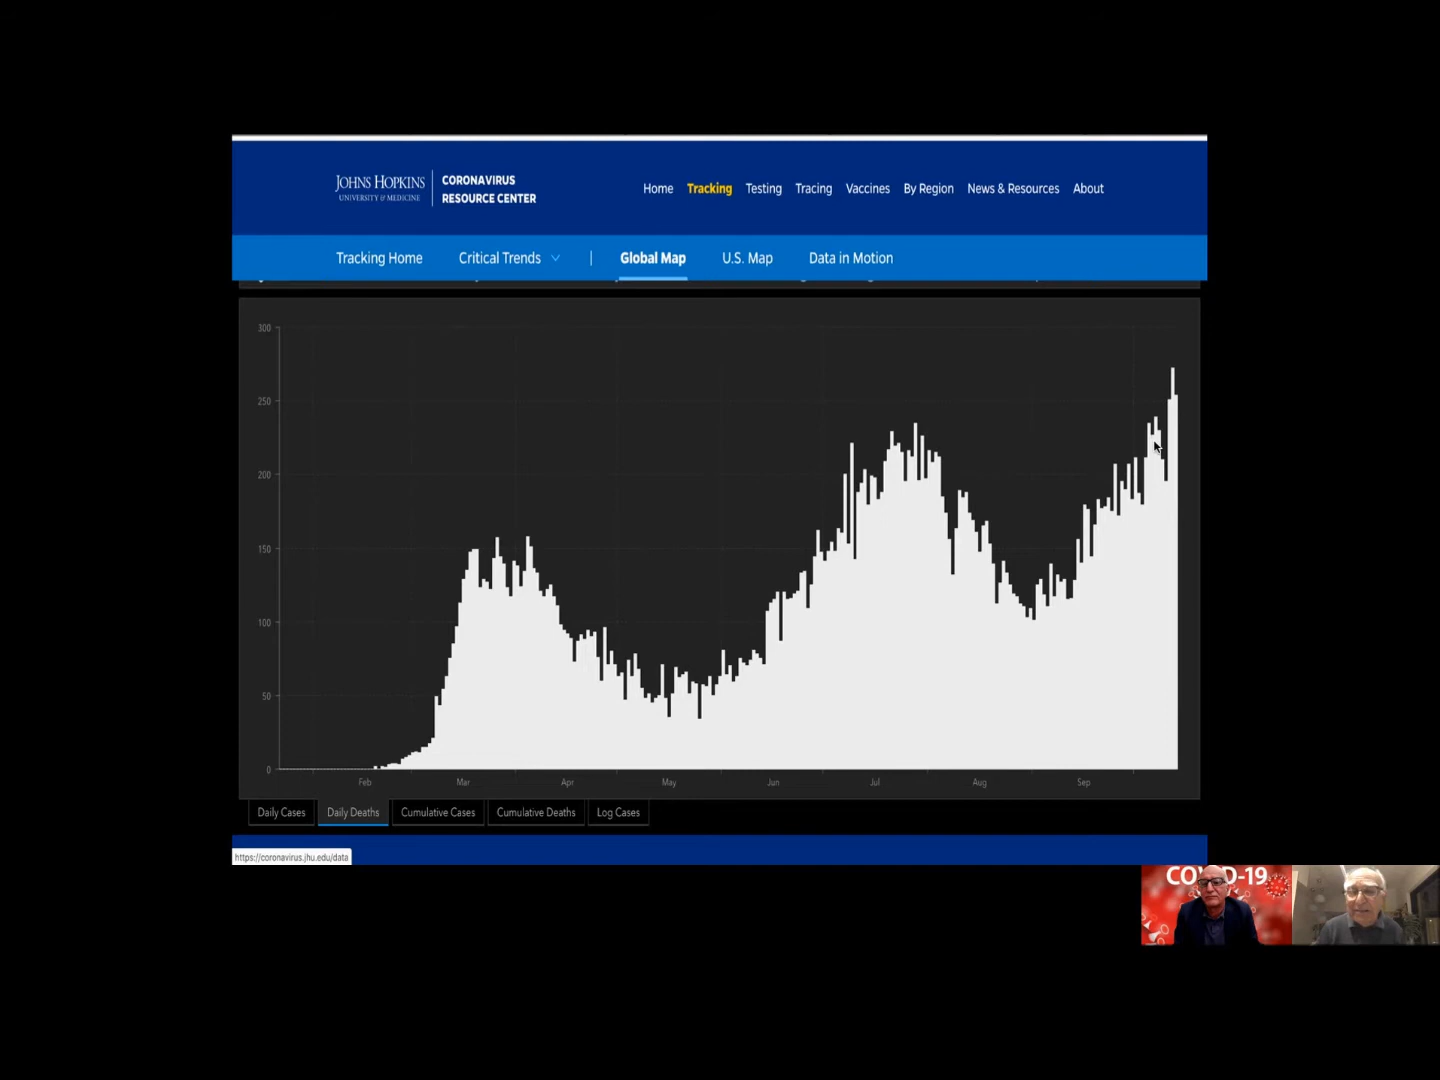 JOHNS HOPKINS
UNIVERSITY & MEDICINE
CORONAVIRUS
RESOURCE CENTER
Home Tracking Testing Tracing Vaccines By Region News & Resources About
Tracking Home Critical Trends Global Map U.S. Map Data in Motion
300
250
200
150
100
50
0
Feb Mar Apr May Jun Jul Aug Sep
Daily Cases Daily Deaths Cumulative Cases Cumulative Deaths Log Cases
https://coronavirus.jhu.edu/data